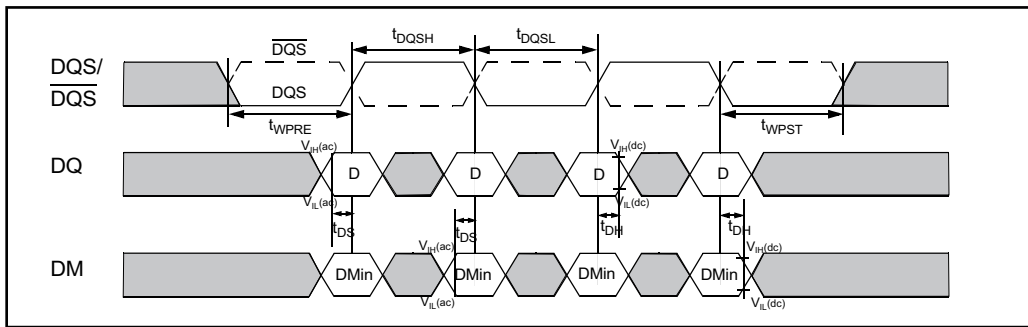 DQS/
DQS
DQS
DQS
tDQSH
tDQSL
tWPRE
tWPST
DQ
VIH(ac)
VIL(ac)
D
D
D
D
VIH(dc)
VIL(dc)
tDS
tDS
tDH
tDH
DM
VIH(ac)
VIL(ac)
DMin
DMin
DMin
DMin
VIH(dc)
VIL(dc)